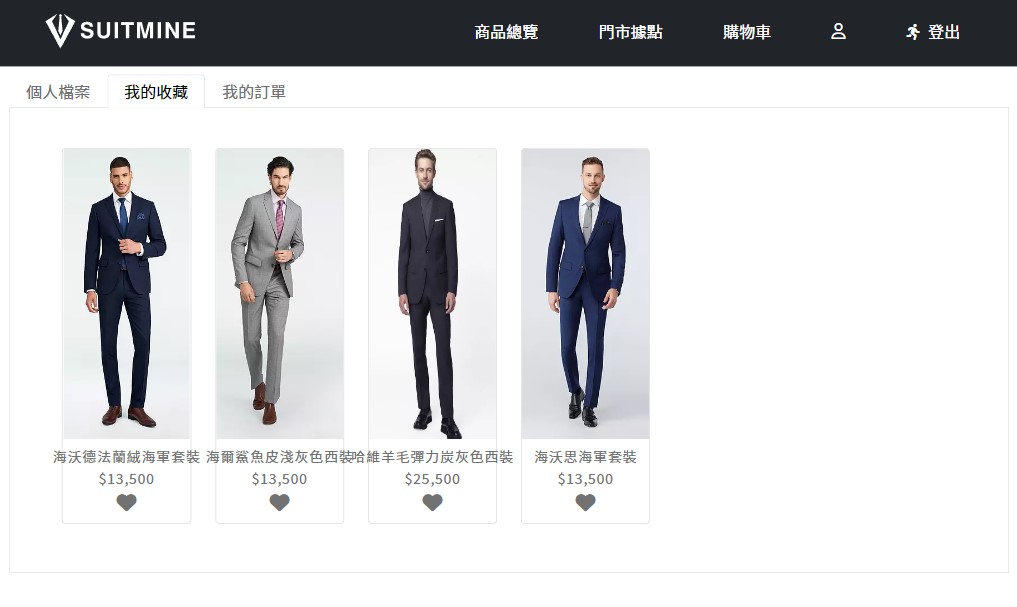 SUITMINE
商品總覽 門市據點 購物車 登出
個人檔案 我的收藏 我的訂單
海沃德法蘭絨海軍套裝 海爾鯊魚皮淺灰色西裝 哈維羊毛彈力炭灰色西裝 海沃思海軍套裝
$13,500 $13,500 $25,500 $13,500